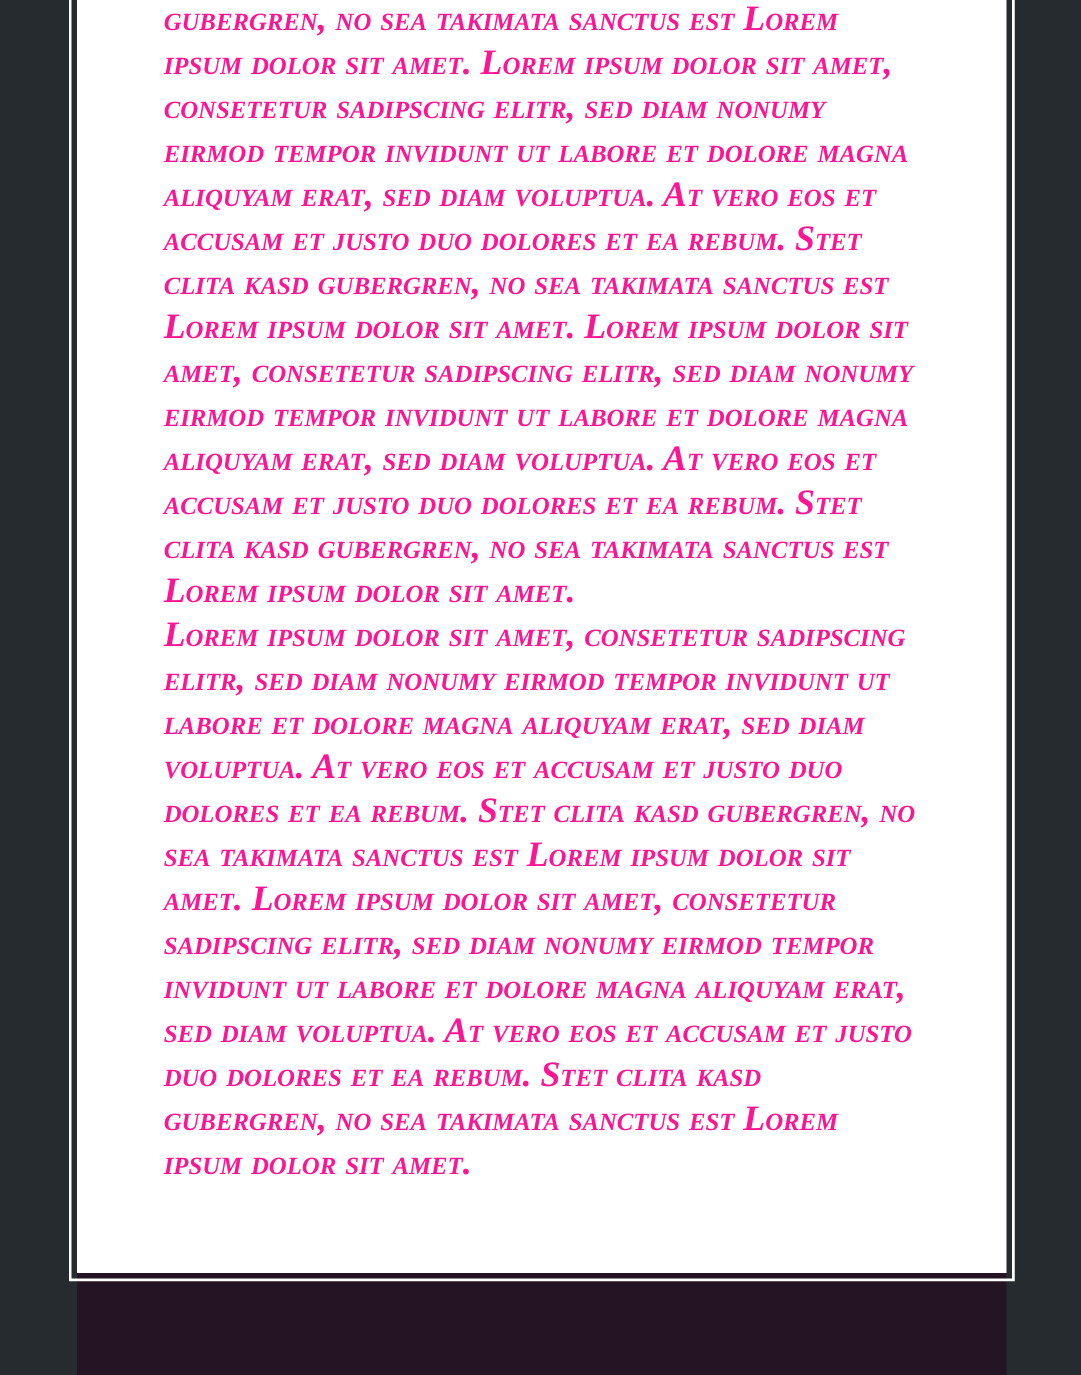 gubergren, no sea takimata sanctus est Lorem
ipsum dolor sit amet. Lorem ipsum dolor sit amet,
consetetur sadipscing elitr, sed diam nonumy
eirmod tempor invidunt ut labore et dolore magna
aliquyam erat, sed diam voluptua. At vero eos et
accusam et justo duo dolores et ea rebum. Stet
clita kasd gubergren, no sea takimata sanctus est
Lorem ipsum dolor sit amet. Lorem ipsum dolor sit
amet, consetetur sadipscing elitr, sed diam nonumy
eirmod tempor invidunt ut labore et dolore magna
aliquyam erat, sed diam voluptua. At vero eos et
accusam et justo duo dolores et ea rebum. Stet
clita kasd gubergren, no sea takimata sanctus est
Lorem ipsum dolor sit amet.
Lorem ipsum dolor sit amet, consetetur sadipscing
elitr, sed diam nonumy eirmod tempor invidunt ut
labore et dolore magna aliquyam erat, sed diam
voluptua. At vero eos et accusam et justo duo
dolores et ea rebum. Stet clita kasd gubergren, no
sea takimata sanctus est Lorem ipsum dolor sit
amet. Lorem ipsum dolor sit amet, consetetur
sadipscing elitr, sed diam nonumy eirmod tempor
invidunt ut labore et dolore magna aliquyam erat,
sed diam voluptua. At vero eos et accusam et justo
duo dolores et ea rebum. Stet clita kasd
gubergren, no sea takimata sanctus est Lorem
ipsum dolor sit amet.